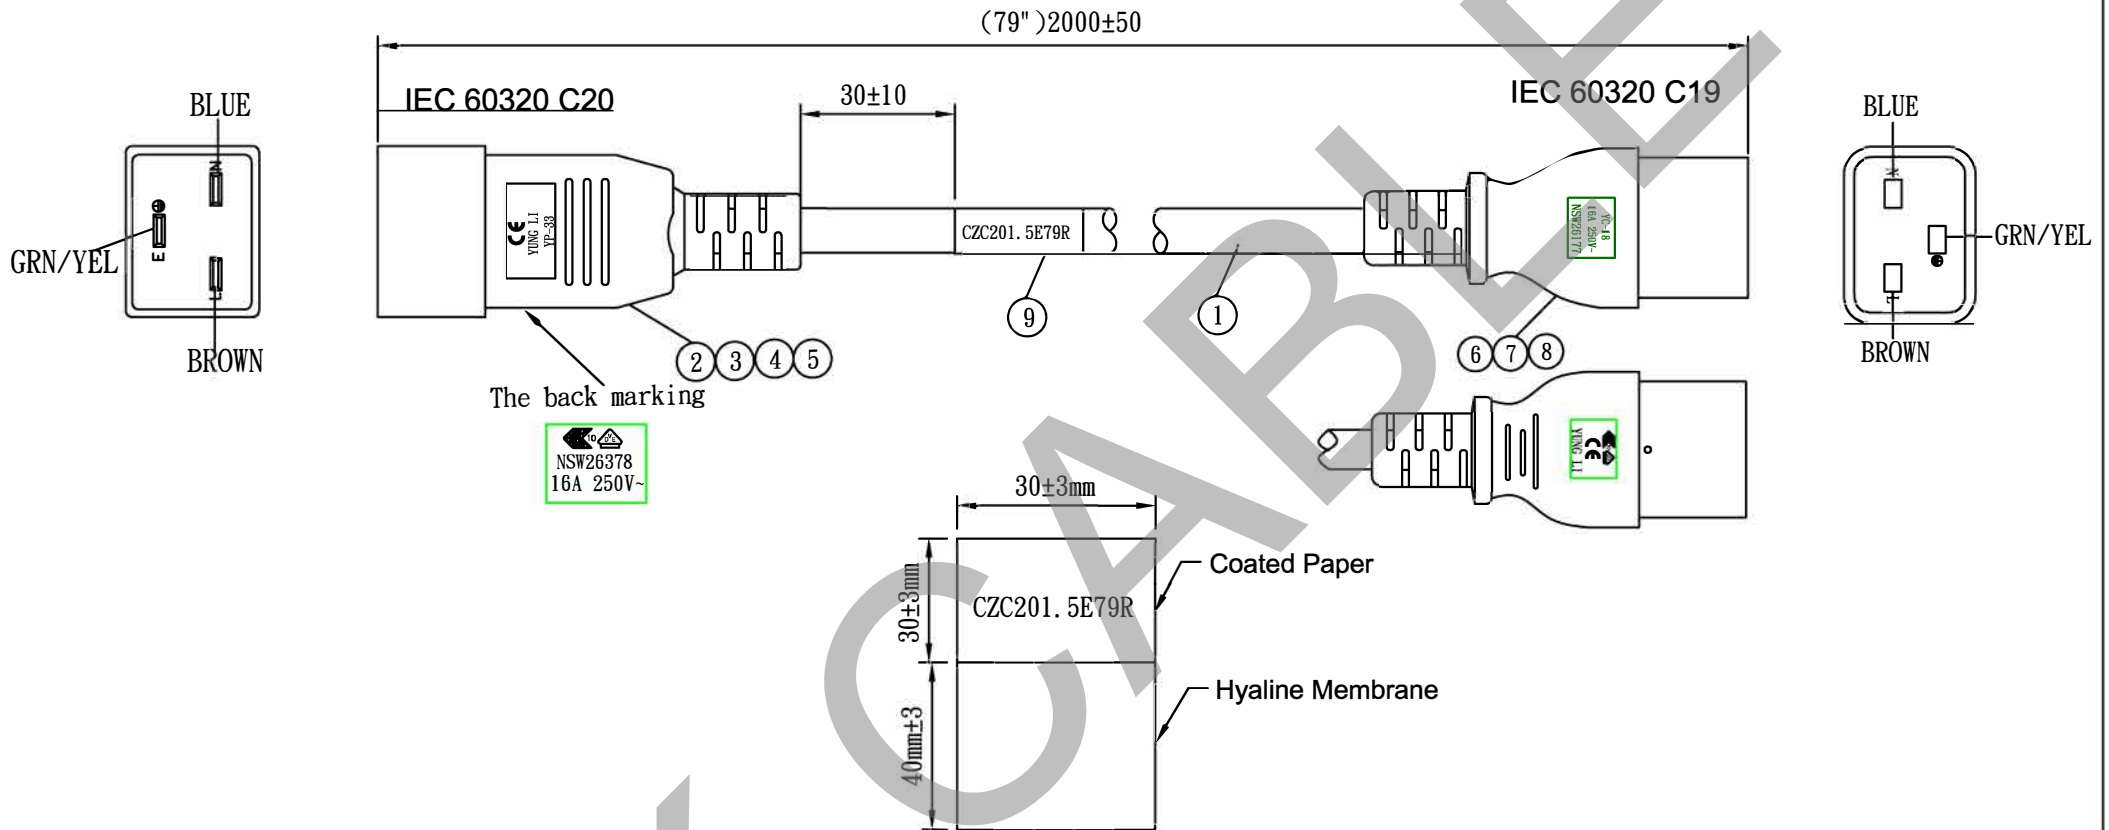 (79")2000±50
IEC 60320 C20
30±10
IEC 60320 C19
BLUE
N
E
L
GRN/YEL
BROWN
CE
YUNG LI
YP-33
CZC201.5E79R
YC-18
16A 250V~
NSW26177
BLUE
N
L
GRN/YEL
BROWN
9
1
2
3
4
5
6
7
8
The back marking
10
VDE
NSW26378
16A 250V~
CE
YUNG LI
30±3mm
30±3mm
CZC201.5E79R
Coated Paper
40mm±3
Hyaline Membrane
CABLE